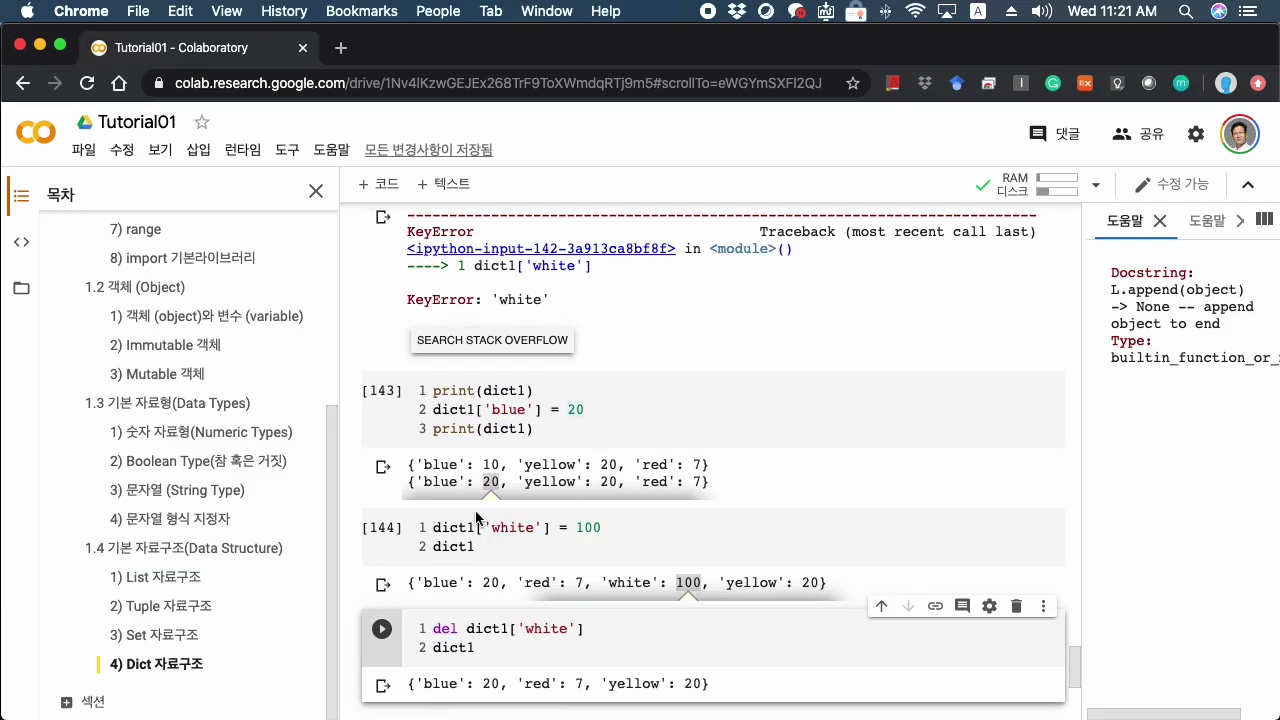 Chrome File Edit View History Bookmarks People Tab Window Help A Wed 11:21 AM
Tutorial01 - Colaboratory
colab.research.google.com/drive/1Nv4lKzwGEJEx268TrF9ToXWmdqRTj9m5#scrollTo=eWGYmSXFI2QJ
Tutorial01
댓글 공유
파일 수정 보기 삽입 런타임 도구 도움말 모든 변경사항이 저장됨
목차
+ 코드 + 텍스트
RAM
디스크
수정 가능
7) range
8) import 기본라이브러리
1.2 객체 (Object)
1) 객체 (object)와 변수 (variable)
2) Immutable 객체
3) Mutable 객체
1.3 기본 자료형(Data Types)
1) 숫자 자료형(Numeric Types)
2) Boolean Type(참 혹은 거짓)
3) 문자열 (String Type)
4) 문자열 형식 지정자
1.4 기본 자료구조(Data Structure)
1) List 자료구조
2) Tuple 자료구조
3) Set 자료구조
4) Dict 자료구조
섹션
---------------------------------------------------------------------------
KeyError Traceback (most recent call last)
<ipython-input-142-3a913ca8bf8f> in <module>()
----> 1 dict1['white']
KeyError: 'white'
SEARCH STACK OVERFLOW
[143] 1 print(dict1)
2 dict1['blue'] = 20
3 print(dict1)
{'blue': 10, 'yellow': 20, 'red': 7}
{'blue': 20, 'yellow': 20, 'red': 7}
[144] 1 dict1['white'] = 100
2 dict1
{'blue': 20, 'red': 7, 'white': 100, 'yellow': 20}
1 del dict1['white']
2 dict1
{'blue': 20, 'red': 7, 'yellow': 20}
도움말 도움말
Docstring:
L.append(object)
-> None -- append
object to end
Type:
builtin_function_or_